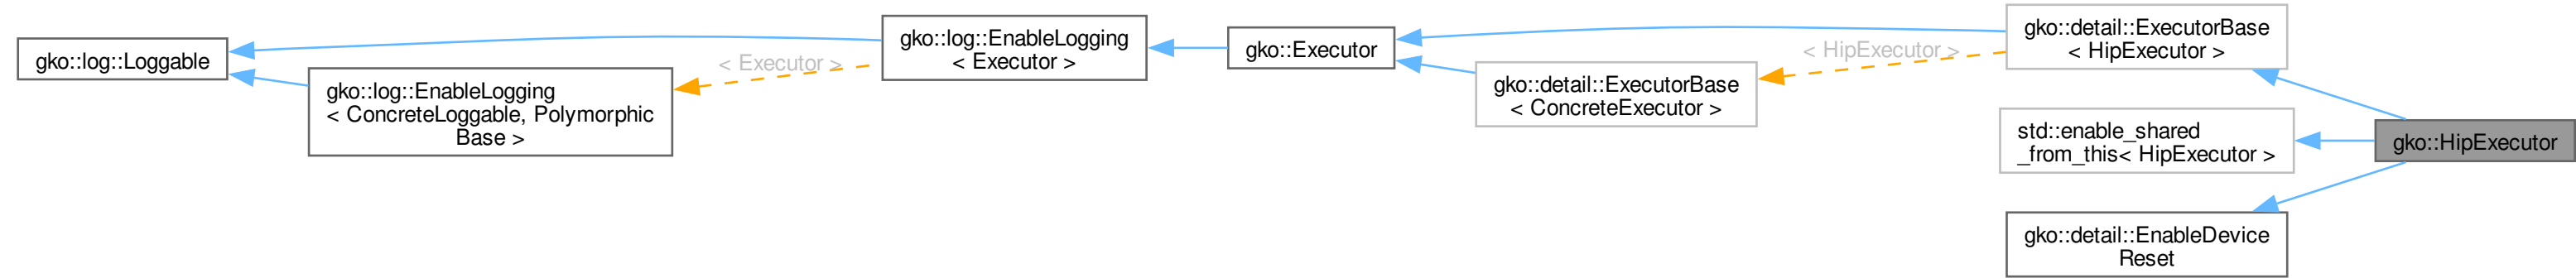 gko::log::Loggable
gko::log::EnableLogging
< ConcreteLoggable, Polymorphic
Base >
< Executor >
gko::log::EnableLogging
< Executor >
gko::Executor
gko::detail::ExecutorBase
< ConcreteExecutor >
< HipExecutor >
gko::detail::ExecutorBase
< HipExecutor >
std::enable_shared
_from_this< HipExecutor >
gko::detail::EnableDevice
Reset
gko::HipExecutor